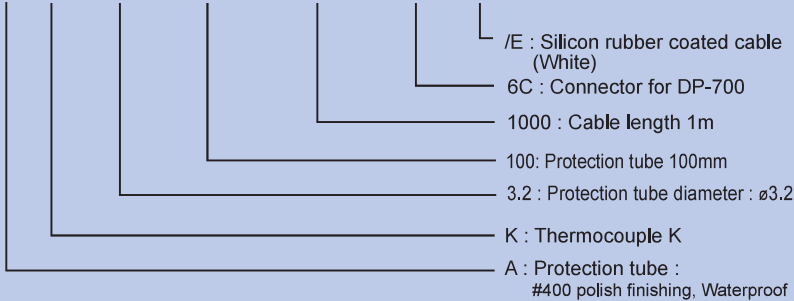 /E : Silicon rubber coated cable
(White)
6C : Connector for DP-700
1000 : Cable length 1m
100: Protection tube 100mm
3.2 : Protection tube diameter : ø3.2
K : Thermocouple K
A : Protection tube :
#400 polish finishing, Waterproof